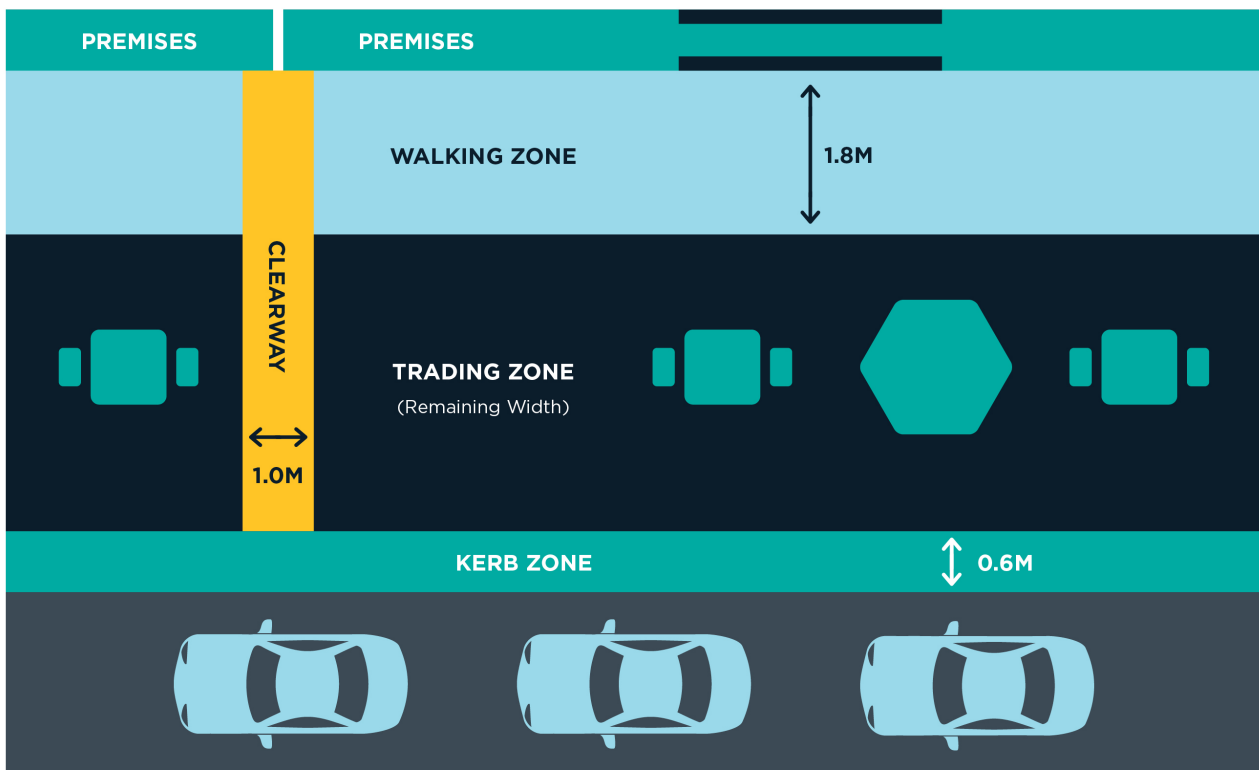 PREMISES
PREMISES
WALKING ZONE
1.8M
CLEARWAY
TRADING ZONE
(Remaining Width)
1.0M
KERB ZONE
0.6M